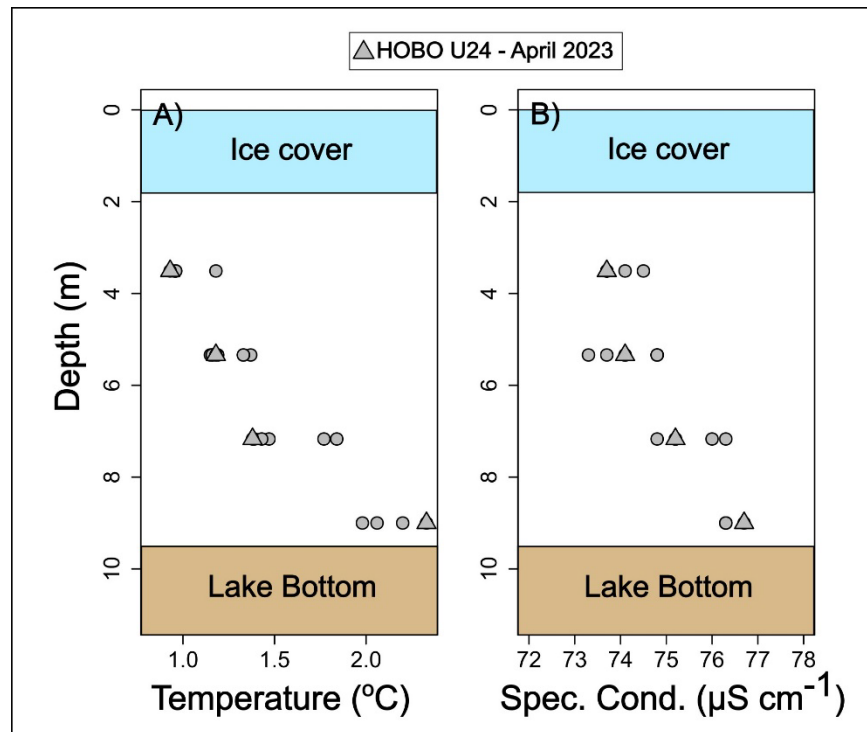 HOBO U24 - April 2023
A)
B)
Ice cover
Ice cover
Lake Bottom
Lake Bottom
Depth (m)
0
2
4
6
8
10
0
2
4
6
8
10
1.0 1.5 2.0
72 73 74 75 76 77 78
Temperature (ºC)
Spec. Cond. (µS cm⁻¹)